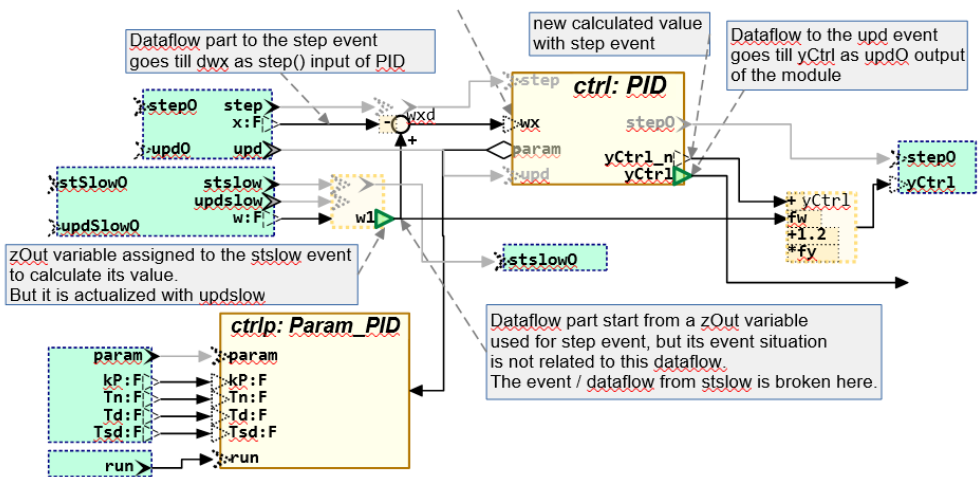 Dataflow part to the step event
goes till dwx as step() input of PID
new calculated value
with step event
Dataflow to the upd event
goes till yCtrl as updO output
of the module
stepO
step
x:F
updO
upd
-
wxd
+
step
ctrl: PID
wx
stepO
param
yCtrl_n
upd
yCtrl
stepO
yCtrl
stSlowO
stslow
updslow
w:F
updSlowO
w1
+ yCtrl
fw
+1.2
*fy
stslowO
zOut variable assigned to the stslow event
to calculate its value.
But it is actualized with updslow
Dataflow part start from a zOut variable
used for step event, but its event situation
is not related to this dataflow.
The event / dataflow from stslow is broken here.
ctrlp: Param_PID
param
param
kP:F
kP:F
Tn:F
Tn:F
Td:F
Td:F
Tsd:F
Tsd:F
run
run